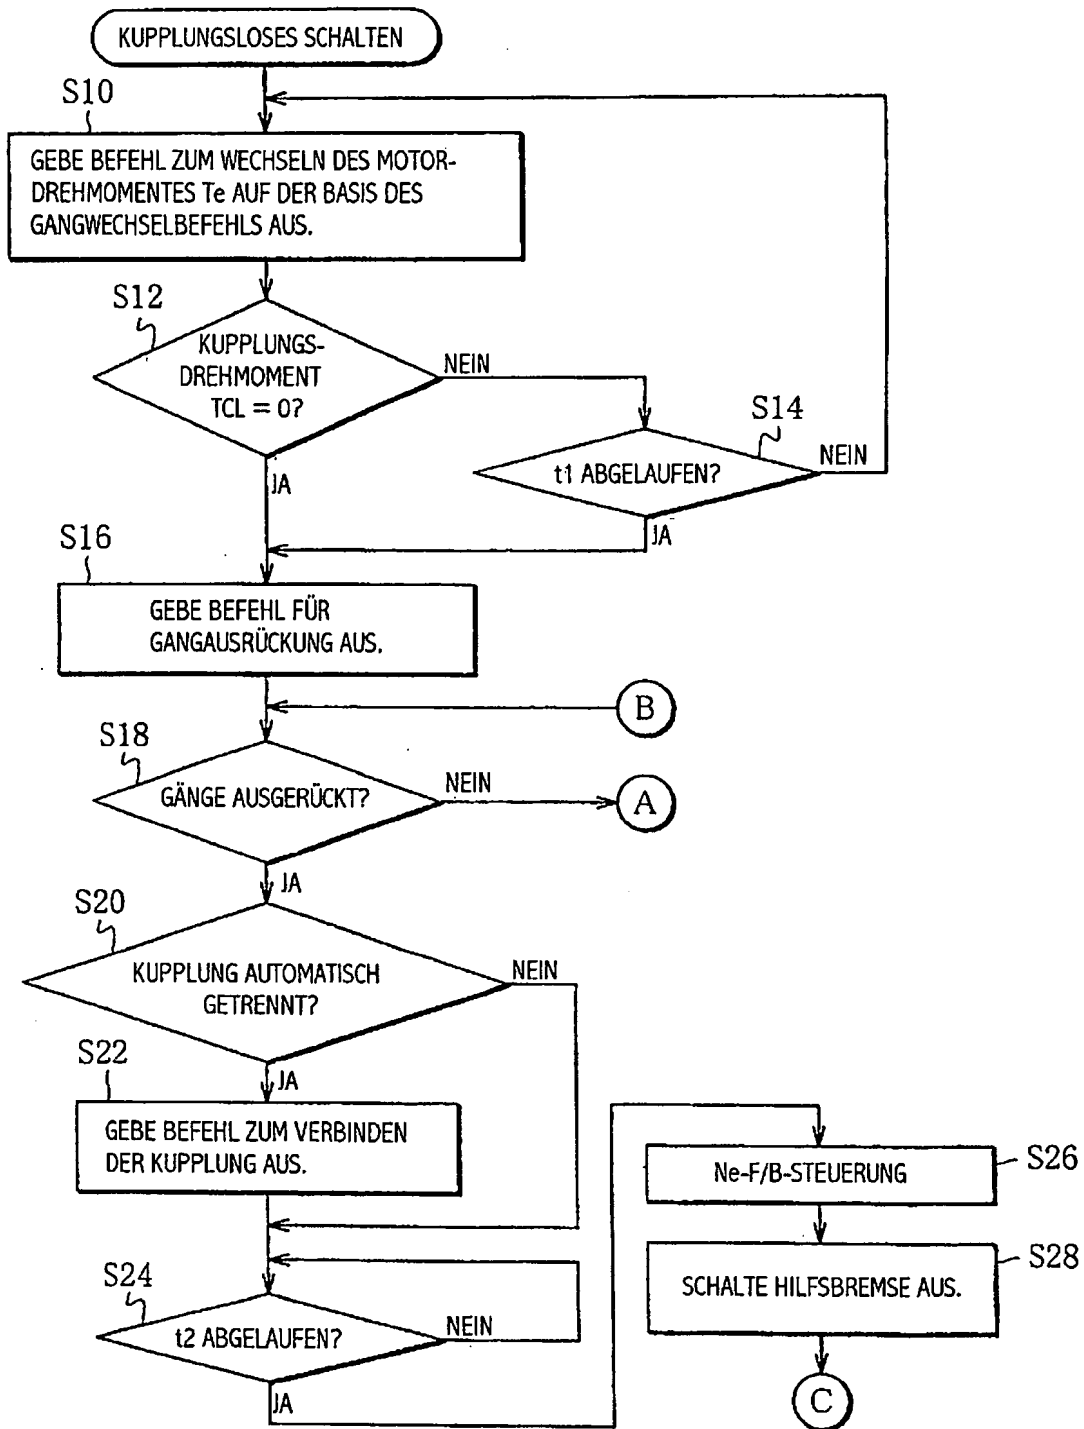 KUPPLUNGSLOSES SCHALTEN
S10
GEBE BEFEHL ZUM WECHSELN DES MOTOR-
DREHMOMENTES Te AUF DER BASIS DES
GANGWECHSELBEFEHLS AUS.
S12
KUPPLUNGS-
DREHMOMENT
TCL = 0?
NEIN
JA
S14
t1 ABGELAUFEN?
NEIN
JA
S16
GEBE BEFEHL FÜR
GANGAUSRÜCKUNG AUS.
B
S18
GÄNGE AUSGERÜCKT?
NEIN
A
JA
S20
KUPPLUNG AUTOMATISCH
GETRENNT?
NEIN
JA
S22
GEBE BEFEHL ZUM VERBINDEN
DER KUPPLUNG AUS.
S24
t2 ABGELAUFEN?
NEIN
JA
Ne-F/B-STEUERUNG
S26
SCHALTE HILFSBREMSE AUS.
S28
C